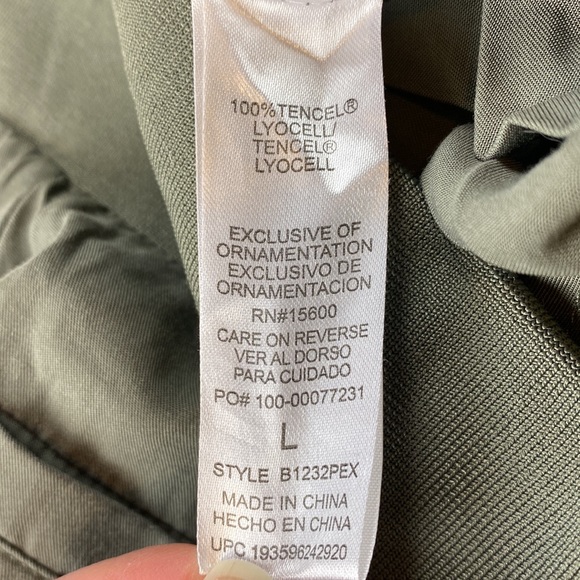 100%TENCEL®
LYOCELL/
TENCEL®
LYOCELL
EXCLUSIVE OF
ORNAMENTATION
EXCLUSIVO DE
ORNAMENTACION
RN#15600
CARE ON REVERSE
VER AL DORSO
PARA CUIDADO
PO# 100-00077231
L
STYLE B1232PEX
MADE IN CHINA
HECHO EN CHINA
UPC 193596242920